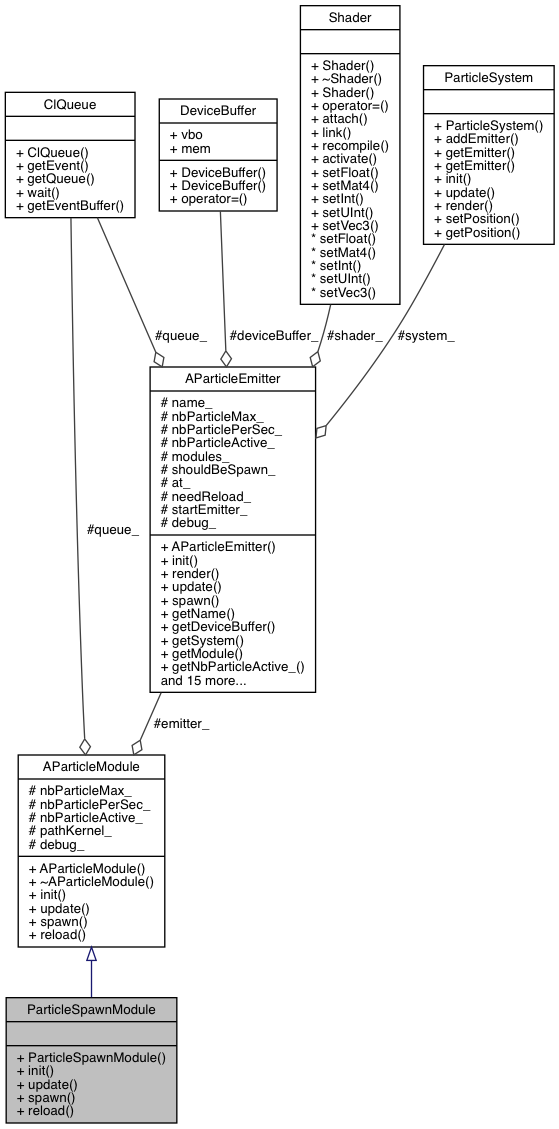 Shader
+ Shader()
+ ~Shader()
+ Shader()
+ operator=()
+ attach()
+ link()
+ recompile()
+ activate()
+ setFloat()
+ setMat4()
+ setInt()
+ setUInt()
+ setVec3()
* setFloat()
* setMat4()
* setInt()
* setUInt()
* setVec3()
ParticleSystem
+ ParticleSystem()
+ addEmitter()
+ getEmitter()
+ getEmitter()
+ init()
+ update()
+ render()
+ setPosition()
+ getPosition()
ClQueue
+ ClQueue()
+ getEvent()
+ getQueue()
+ wait()
+ getEventBuffer()
DeviceBuffer
+ vbo
+ mem
+ DeviceBuffer()
+ DeviceBuffer()
+ operator=()
#queue_
#deviceBuffer_
#shader_
#system_
AParticleEmitter
# name_
# nbParticleMax_
# nbParticlePerSec_
# nbParticleActive_
# modules_
# shouldBeSpawn_
# at_
# needReload_
# startEmitter_
# debug_
+ AParticleEmitter()
+ init()
+ render()
+ update()
+ spawn()
+ getName()
+ getDeviceBuffer()
+ getSystem()
+ getModule()
+ getNbParticleActive_()
and 15 more...
#queue_
#emitter_
AParticleModule
# nbParticleMax_
# nbParticlePerSec_
# nbParticleActive_
# pathKernel_
# debug_
+ AParticleModule()
+ ~AParticleModule()
+ init()
+ update()
+ spawn()
+ reload()
ParticleSpawnModule
+ ParticleSpawnModule()
+ init()
+ update()
+ spawn()
+ reload()